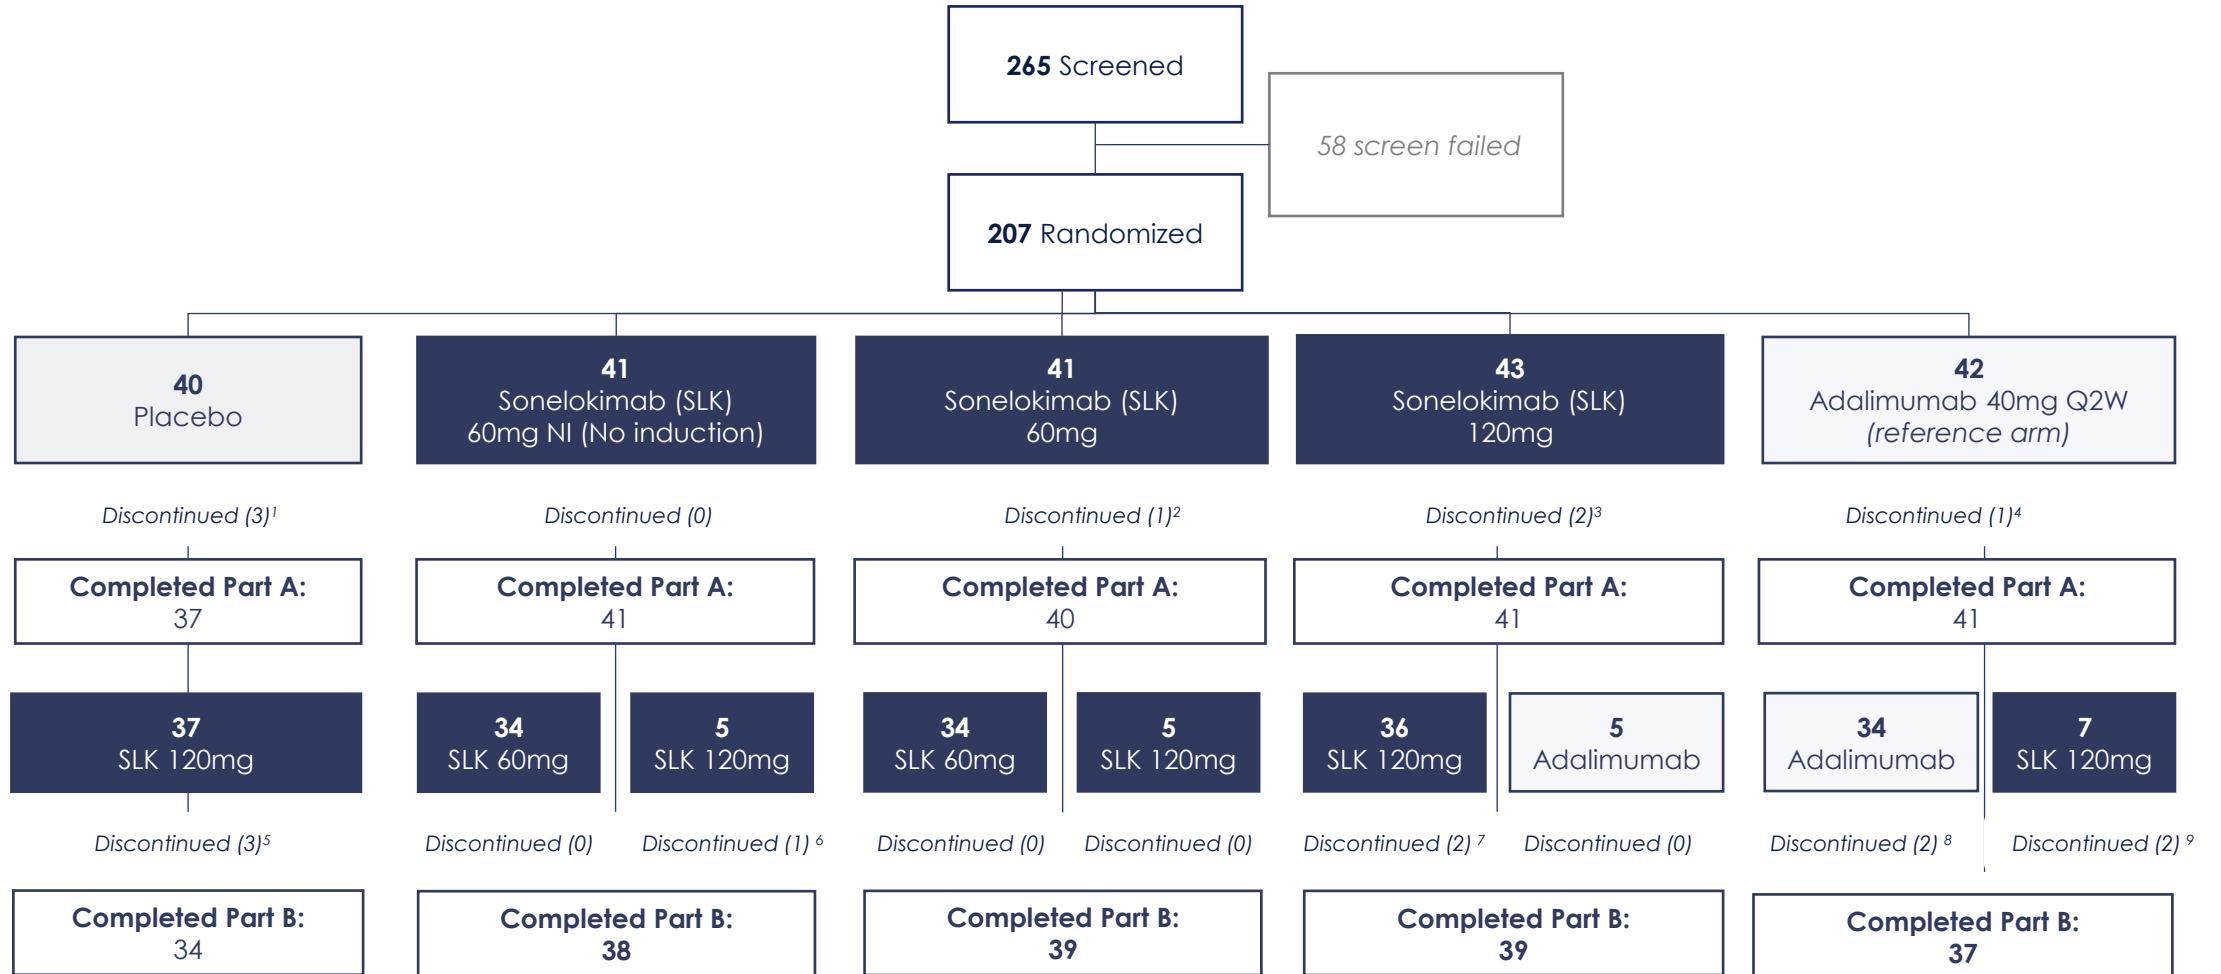 265 Screened
58 screen failed
207 Randomized
40
Placebo
41
Sonelokimab (SLK)
60mg NI (No induction)
41
Sonelokimab (SLK)
60mg
43
Sonelokimab (SLK)
120mg
42
Adalimumab 40mg Q2W
(reference arm)
Discontinued (3)¹
Discontinued (0)
Discontinued (1)²
Discontinued (2)³
Discontinued (1)⁴
Completed Part A:
37
Completed Part A:
41
Completed Part A:
40
Completed Part A:
41
Completed Part A:
41
37
SLK 120mg
34
SLK 60mg
5
SLK 120mg
34
SLK 60mg
5
SLK 120mg
36
SLK 120mg
5
Adalimumab
34
Adalimumab
7
SLK 120mg
Discontinued (3)⁵
Discontinued (0)
Discontinued (1) ⁶
Discontinued (0)
Discontinued (0)
Discontinued (2) ⁷
Discontinued (0)
Discontinued (2) ⁸
Discontinued (2) ⁹
Completed Part B:
34
Completed Part B:
38
Completed Part B:
39
Completed Part B:
39
Completed Part B:
37